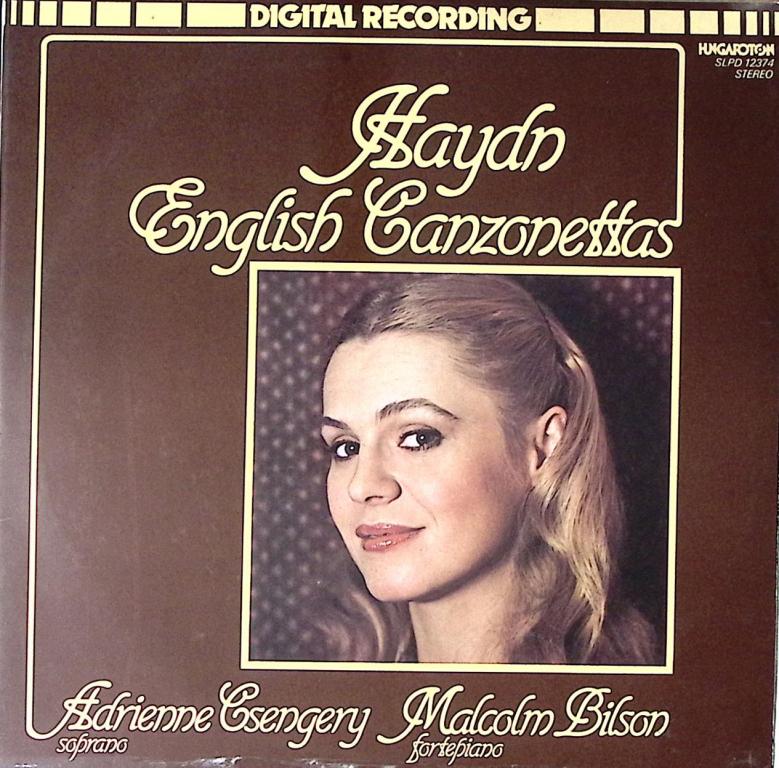 DIGITAL RECORDING
HUNGAROTON
SLPD 12374
STEREO
Haydn
English Canzonettas
Adrienne Csengery Malcolm Bilson
soprano fortepiano